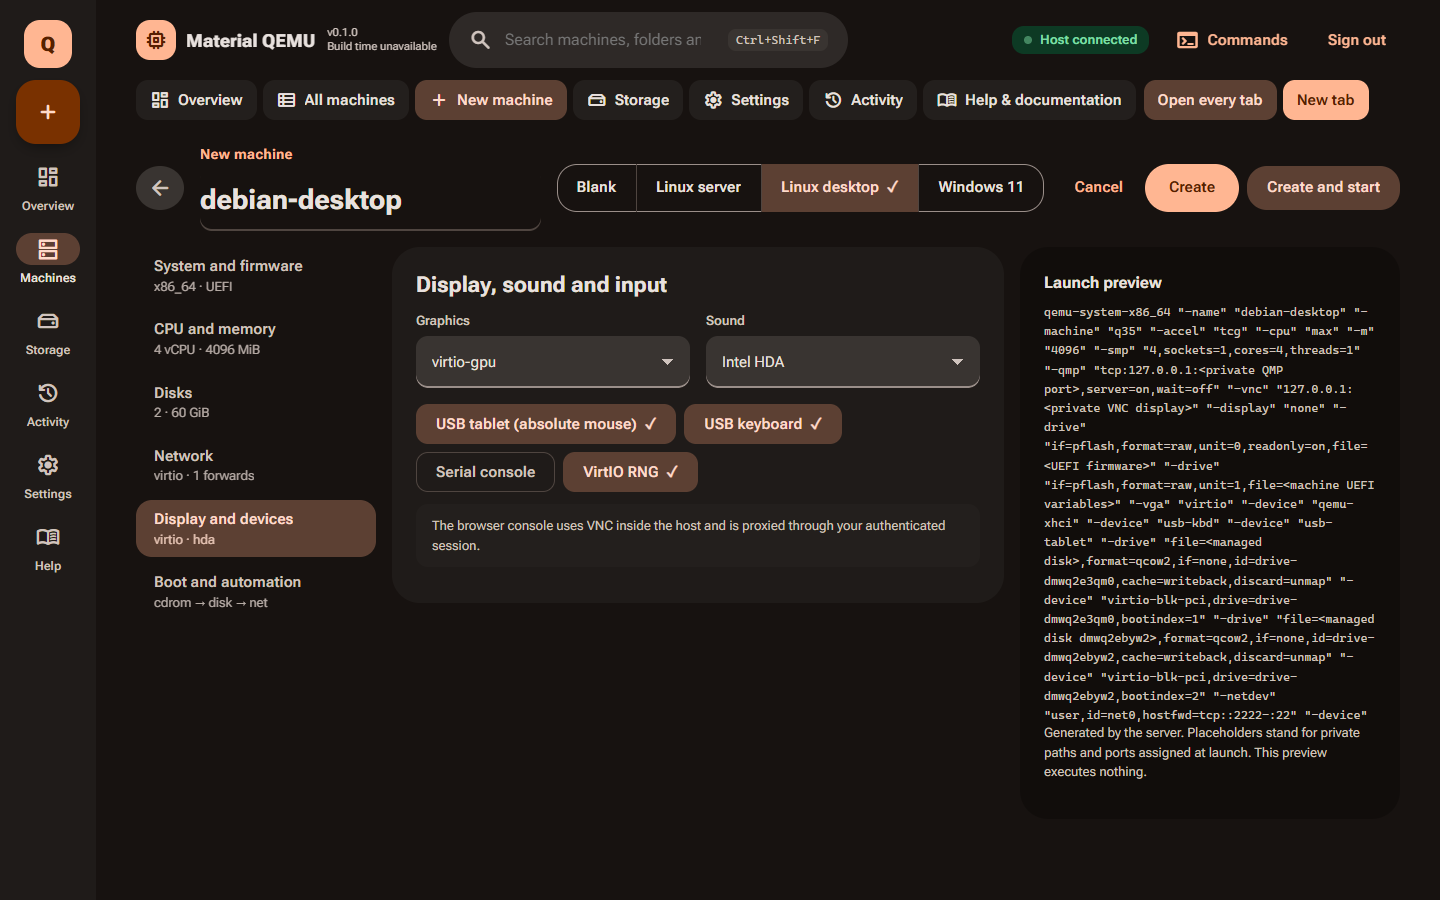 Q
Material QEMU
v0.1.0
Build time unavailable
Search machines, folders an
Ctrl+Shift+F
Host connected
Commands
Sign out
Overview
All machines
New machine
Storage
Settings
Activity
Help & documentation
Open every tab
New tab
Overview
Machines
Storage
Activity
Settings
Help
New machine
debian-desktop
Blank
Linux server
Linux desktop ✓
Windows 11
Cancel
Create
Create and start
System and firmware
x86_64 · UEFI
CPU and memory
4 vCPU · 4096 MiB
Disks
2 · 60 GiB
Network
virtio · 1 forwards
Display and devices
virtio · hda
Boot and automation
cdrom → disk → net
Display, sound and input
Graphics
Sound
virtio-gpu
Intel HDA
USB tablet (absolute mouse) ✓
USB keyboard ✓
Serial console
VirtIO RNG ✓
The browser console uses VNC inside the host and is proxied through your authenticated
session.
Launch preview
qemu-system-x86_64 "-name" "debian-desktop" "-
machine" "q35" "-accel" "tcg" "-cpu" "max" "-m"
"4096" "-smp" "4,sockets=1,cores=4,threads=1"
"-qmp" "tcp:127.0.0.1:<private QMP
port>,server=on,wait=off" "-vnc" "127.0.0.1:
<private VNC display>" "-display" "none" "-
drive"
"if=pflash,format=raw,unit=0,readonly=on,file=
<UEFI firmware>" "-drive"
"if=pflash,format=raw,unit=1,file=<machine UEFI
variables>" "-vga" "virtio" "-device" "qemu-
xhci" "-device" "usb-kbd" "-device" "usb-
tablet" "-drive" "file=<managed
disk>,format=qcow2,if=none,id=drive-
dmwq2e3qm0,cache=writeback,discard=unmap" "-
device" "virtio-blk-pci,drive=drive-
dmwq2e3qm0,bootindex=1" "-drive" "file=<managed
disk dmwq2ebyw2>,format=qcow2,if=none,id=drive-
dmwq2ebyw2,cache=writeback,discard=unmap" "-
device" "virtio-blk-pci,drive=drive-
dmwq2ebyw2,bootindex=2" "-netdev"
"user,id=net0,hostfwd=tcp::2222-:22" "-device"
Generated by the server. Placeholders stand for private
paths and ports assigned at launch. This preview
executes nothing.